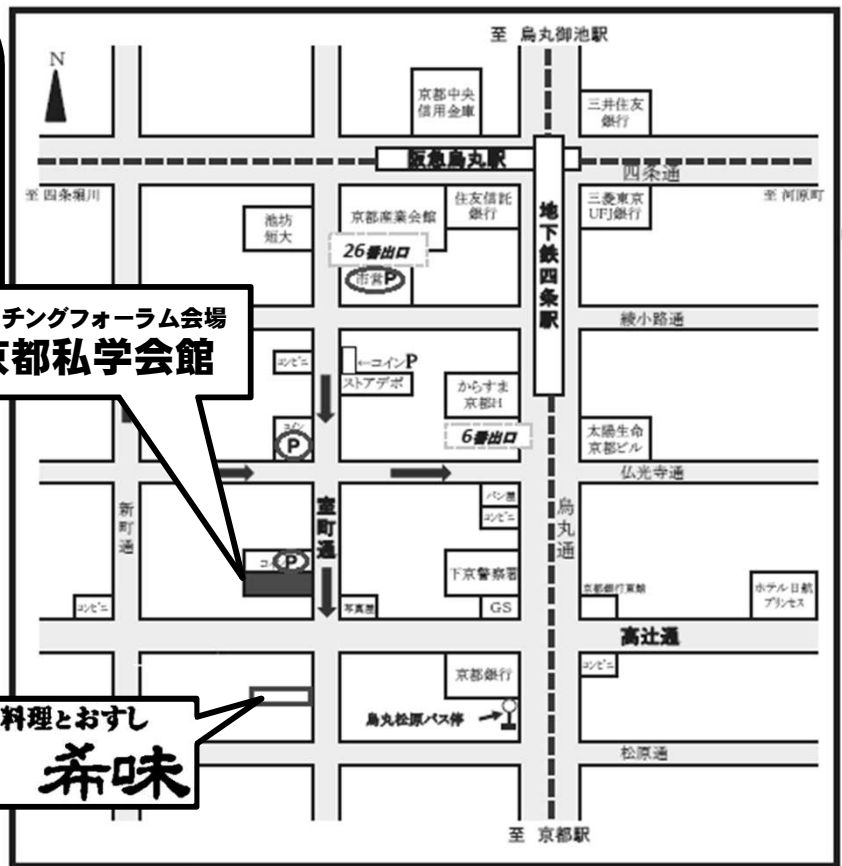 至 烏丸御池駅
N
京都中央
信用金庫
三井住友
銀行
阪急烏丸駅
四条通
至 四条堀川
至 河原町
池坊
短大
京都産業会館
住友信託
銀行
三菱東京
UFJ銀行
26番出口
市営P
地下鉄四条駅
綾小路通
チングフォーラム会場
京都私学会館
コンビニ
←コインP
ストアデポ
からすま
京都H
コイン
P
6番出口
太陽生命
京都ビル
仏光寺通
新町通
室町通
パン屋
コンビニ
烏丸通
コイン
P
下京警察署
京都銀行東館
ホテル日航
プリンセス
コンビニ
写真屋
GS
高辻通
京都銀行
コンビニ
料理とおすし
希味
烏丸松原バス停
松原通
至 京都駅